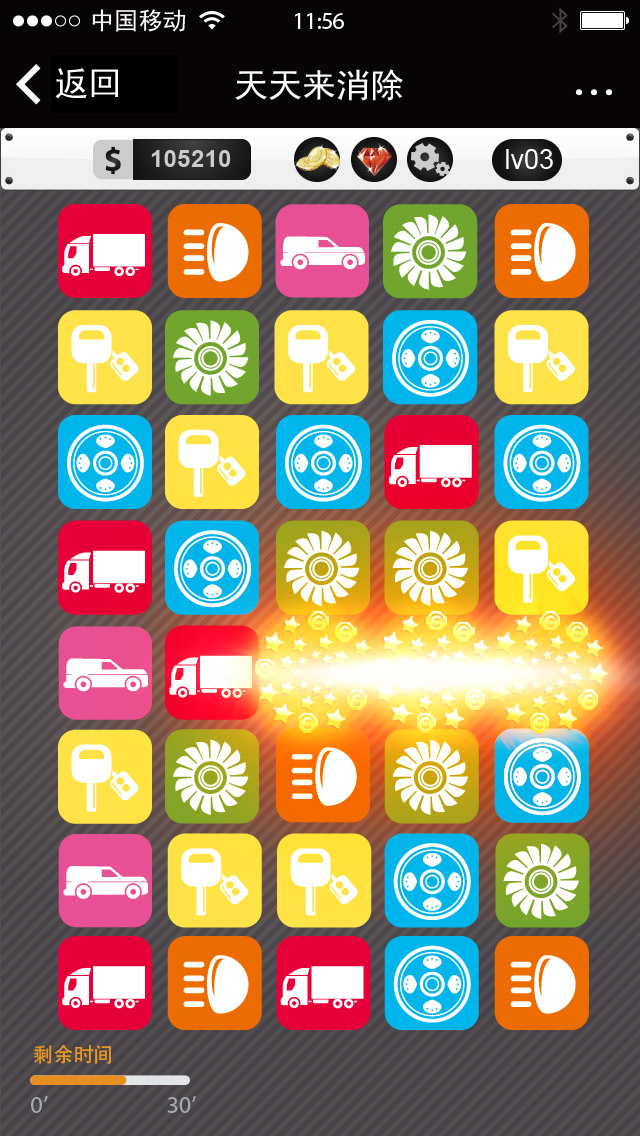 中国移动 11:56
返回 天天来消除 ...
$ 105210 lv03
剩余时间
0′ 30′